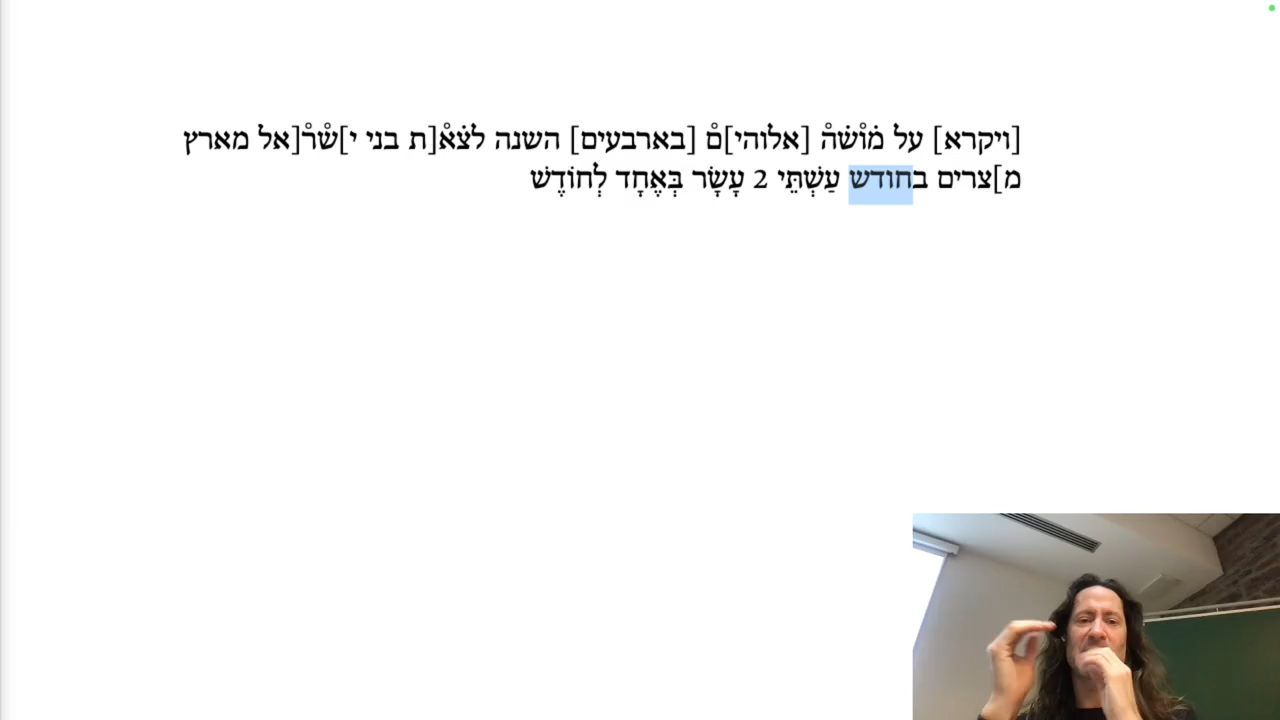 [ויקרא] על מׄוׄ֯שׄה֯ [אלוהי]ם֯ [בארבעים] השנה לצׄא֯[ת בני י]ש֯ר֯[אל מארץ
מ]צרים בחודש עַשְׁתֵּי 2 עָשָׂר בְּאֶחָד לְחוֹדֶשׁ